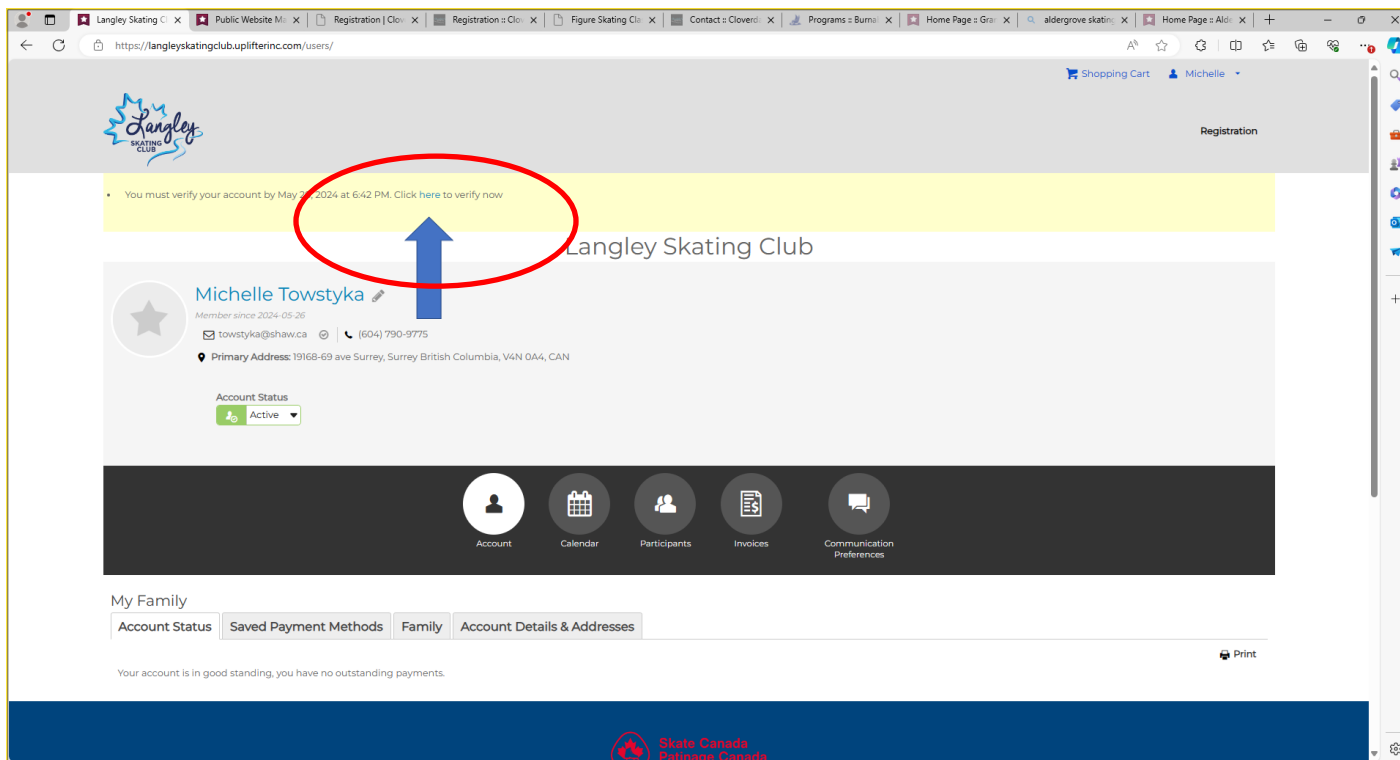 Langley Skating Cl
Public Website Ma
Registration | Clov
Registration :: Clov
Figure Skating Cla
Contact :: Cloverda
Programs :: Burnab
Home Page :: Gran
aldergrove skating
Home Page :: Alde
https://langleyskatingclub.uplifterinc.com/users/
Shopping Cart
Michelle
Langley
SKATING
CLUB
Registration
You must verify your account by May 2 , 2024 at 6:42 PM. Click here to verify now
Langley Skating Club
Michelle Towstyka
Member since 2024-05-26
towstyka@shaw.ca (604) 790-9775
Primary Address: 19168-69 ave Surrey, Surrey British Columbia, V4N 0A4, CAN
Account Status
Active
Account
Calendar
Participants
Invoices
Communication
Preferences
My Family
Account Status
Saved Payment Methods
Family
Account Details & Addresses
Print
Your account is in good standing, you have no outstanding payments.
Skate Canada
Patinage Canada